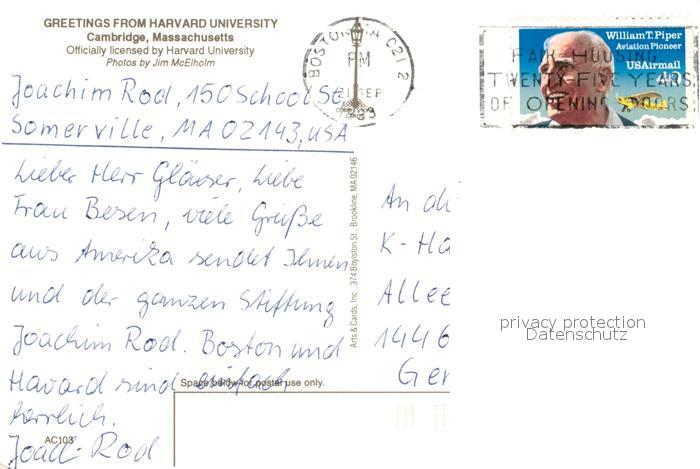 GREETINGS FROM HARVARD UNIVERSITY
Cambridge, Massachusetts
Officially licensed by Harvard University
Photos by Jim McElholm
Joachim Rod, 150 School St
Somerville, MA 02143, USA
Lieber Herr Gläuser, liebe
Frau Besen, viele Grüße
aus Amerika sendet Ihnen
und der ganzen Stiftung
Joachim Rod. Boston und
Havard sind einfach
herrlich.
Joach. Rod
AC103
Arts & Cards, Inc., 374 Boylston St., Brookline, MA 02146
Space below for poster use only.
BOSTON MA 021 2
PM
SEP
FAIR HOUSING
TWENTY-FIVE YEARS
OF OPENING DOORS
William T. Piper
Aviation Pioneer
USAirmail
40
An di
K-Ha
Allee
1446
Ger
privacy protection
Datenschutz